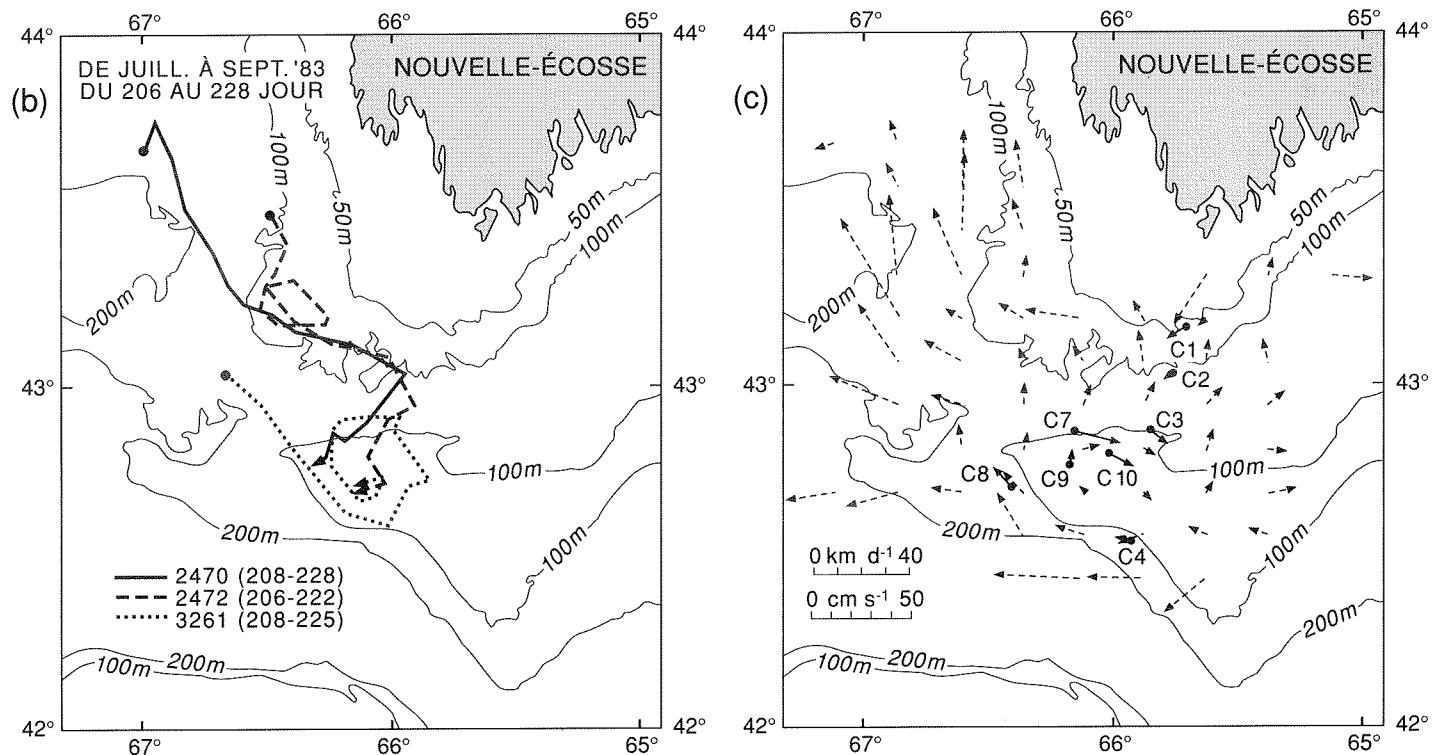 67° 66° 65°
44° 44°
(b)
DE JUILL. À SEPT. '83
DU 206 AU 228 JOUR
NOUVELLE-ÉCOSSE
100m
50m
50m
100m
200m
43° 43°
100m
200m
100m
2470 (208-228)
2472 (206-222)
3261 (208-225)
200m
100m
200m
42° 42°
67° 66° 65°
67° 66° 65°
44° 44°
(c)
NOUVELLE-ÉCOSSE
100m
50m
50m
100m
200m
C1
C2
43° 43°
C7 C3
100m
C8 C9 C10
200m
C4
100m
0 km d⁻¹ 40
0 cm s⁻¹ 50
200m
200m
100m
42° 42°
67° 66° 65°